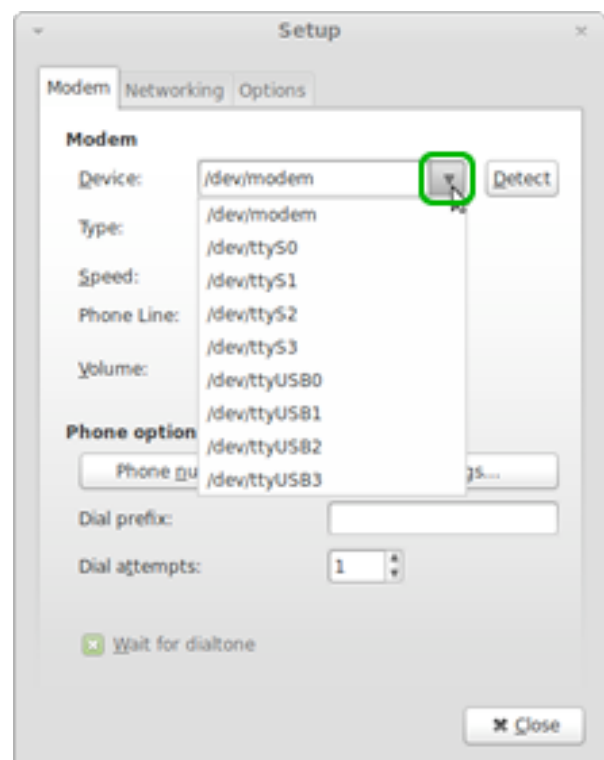 Setup
Modem Networking Options
Modem
Device: /dev/modem Detect
/dev/modem
Type:
/dev/ttyS0
Speed: /dev/ttyS1
Phone Line: /dev/ttyS2
/dev/ttyS3
Volume: /dev/ttyUSB0
/dev/ttyUSB1
Phone option /dev/ttyUSB2
Phone nu /dev/ttyUSB3 gs...
Dial prefix:
Dial attempts: 1
Wait for dialtone
Close